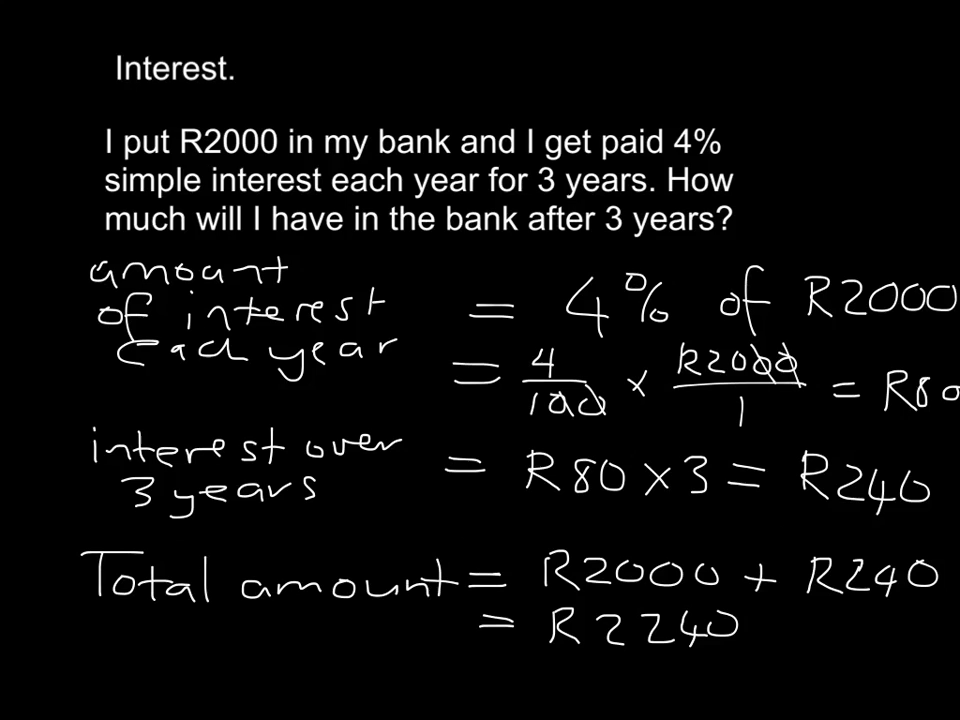 Interest.
I put R2000 in my bank and I get paid 4%
simple interest each year for 3 years. How
much will I have in the bank after 3 years?
amount
of interest = 4% of R2000
each year
= 4/100 × R2000/1 = R80
interest over
3 years = R80 × 3 = R240
Total amount = R2000 + R240
= R2240